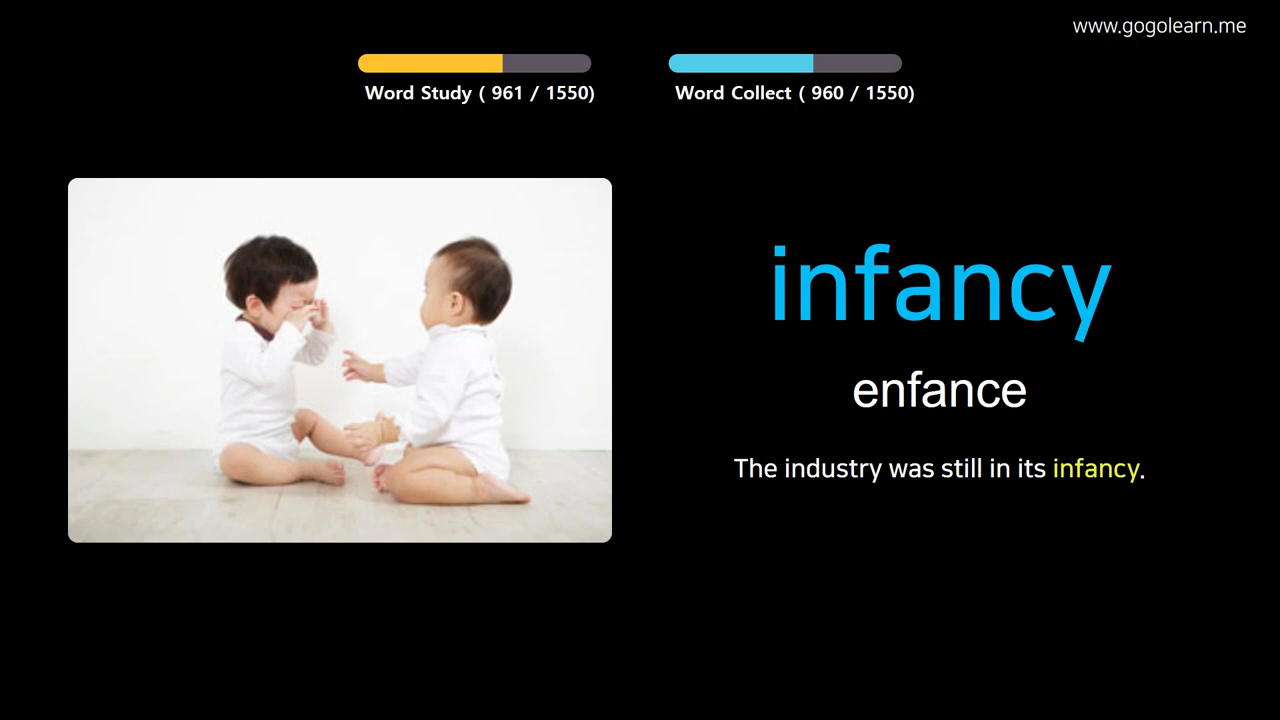 www.gogolearn.me
Word Study ( 961 / 1550)
Word Collect ( 960 / 1550)
infancy
enfance
The industry was still in its infancy.